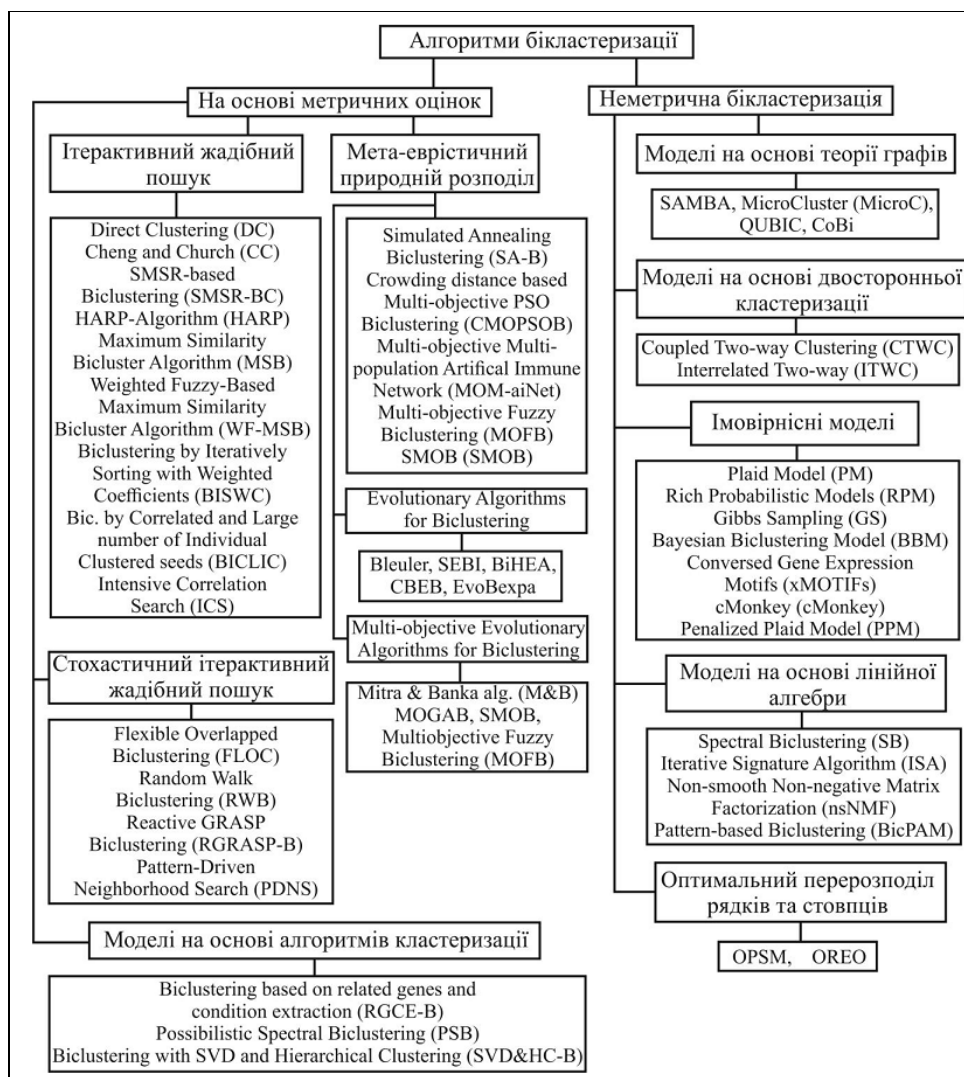 Алгоритми бікластеризації
На основі метричних оцінок
Ітерактивний жадібний
пошук
Direct Clustering (DC)
Cheng and Church (CC)
SMSR-based
Biclustering (SMSR-BC)
HARP-Algorithm (HARP)
Maximum Similarity
Bicluster Algorithm (MSB)
Weighted Fuzzy-Based
Maximum Similarity
Bicluster Algorithm (WF-MSB)
Biclustering by Iteratively
Sorting with Weighted
Coefficients (BISWC)
Bic. by Correlated and Large
number of Individual
Clustered seeds (BICLIC)
Intensive Correlation
Search (ICS)
Стохастичний ітерактивний
жадібний пошук
Flexible Overlapped
Biclustering (FLOC)
Random Walk
Biclustering (RWB)
Reactive GRASP
Biclustering (RGRASP-B)
Pattern-Driven
Neighborhood Search (PDNS)
Мета-еврістичний
природній розподіл
Simulated Annealing
Biclustering (SA-B)
Crowding distance based
Multi-objective PSO
Biclustering (CMOPSOB)
Multi-objective Multi-
population Artifical Immune
Network (MOM-aiNet)
Multi-objective Fuzzy
Biclustering (MOFB)
SMOB (SMOB)
Evolutionary Algorithms
for Biclustering
Bleuler, SEBI, BiHEA,
CBEB, EvoBexpa
Multi-objective Evolutionary
Algorithms for Biclustering
Mitra & Banka alg. (M&B)
MOGAB, SMOB,
Multiobjective Fuzzy
Biclustering (MOFB)
Моделі на основі алгоритмів кластеризації
Biclustering based on related genes and
condition extraction (RGCE-B)
Possibilistic Spectral Biclustering (PSB)
Biclustering with SVD and Hierarchical Clustering (SVD&HC-B)
Неметрична бікластеризація
Моделі на основі теорії графів
SAMBA, MicroCluster (MicroC),
QUBIC, CoBi
Моделі на основі двосторонньої
кластеризації
Coupled Two-way Clustering (CTWC)
Interrelated Two-way (ITWC)
Імовірнісні моделі
Plaid Model (PM)
Rich Probabilistic Models (RPM)
Gibbs Sampling (GS)
Bayesian Biclustering Model (BBM)
Conversed Gene Expression
Motifs (xMOTIFs)
cMonkey (cMonkey)
Penalized Plaid Model (PPM)
Моделі на основі лінійної
алгебри
Spectral Biclustering (SB)
Iterative Signature Algorithm (ISA)
Non-smooth Non-negative Matrix
Factorization (nsNMF)
Pattern-based Biclustering (BicPAM)
Оптимальний перерозподіл
рядків та стовпців
OPSM, OREO